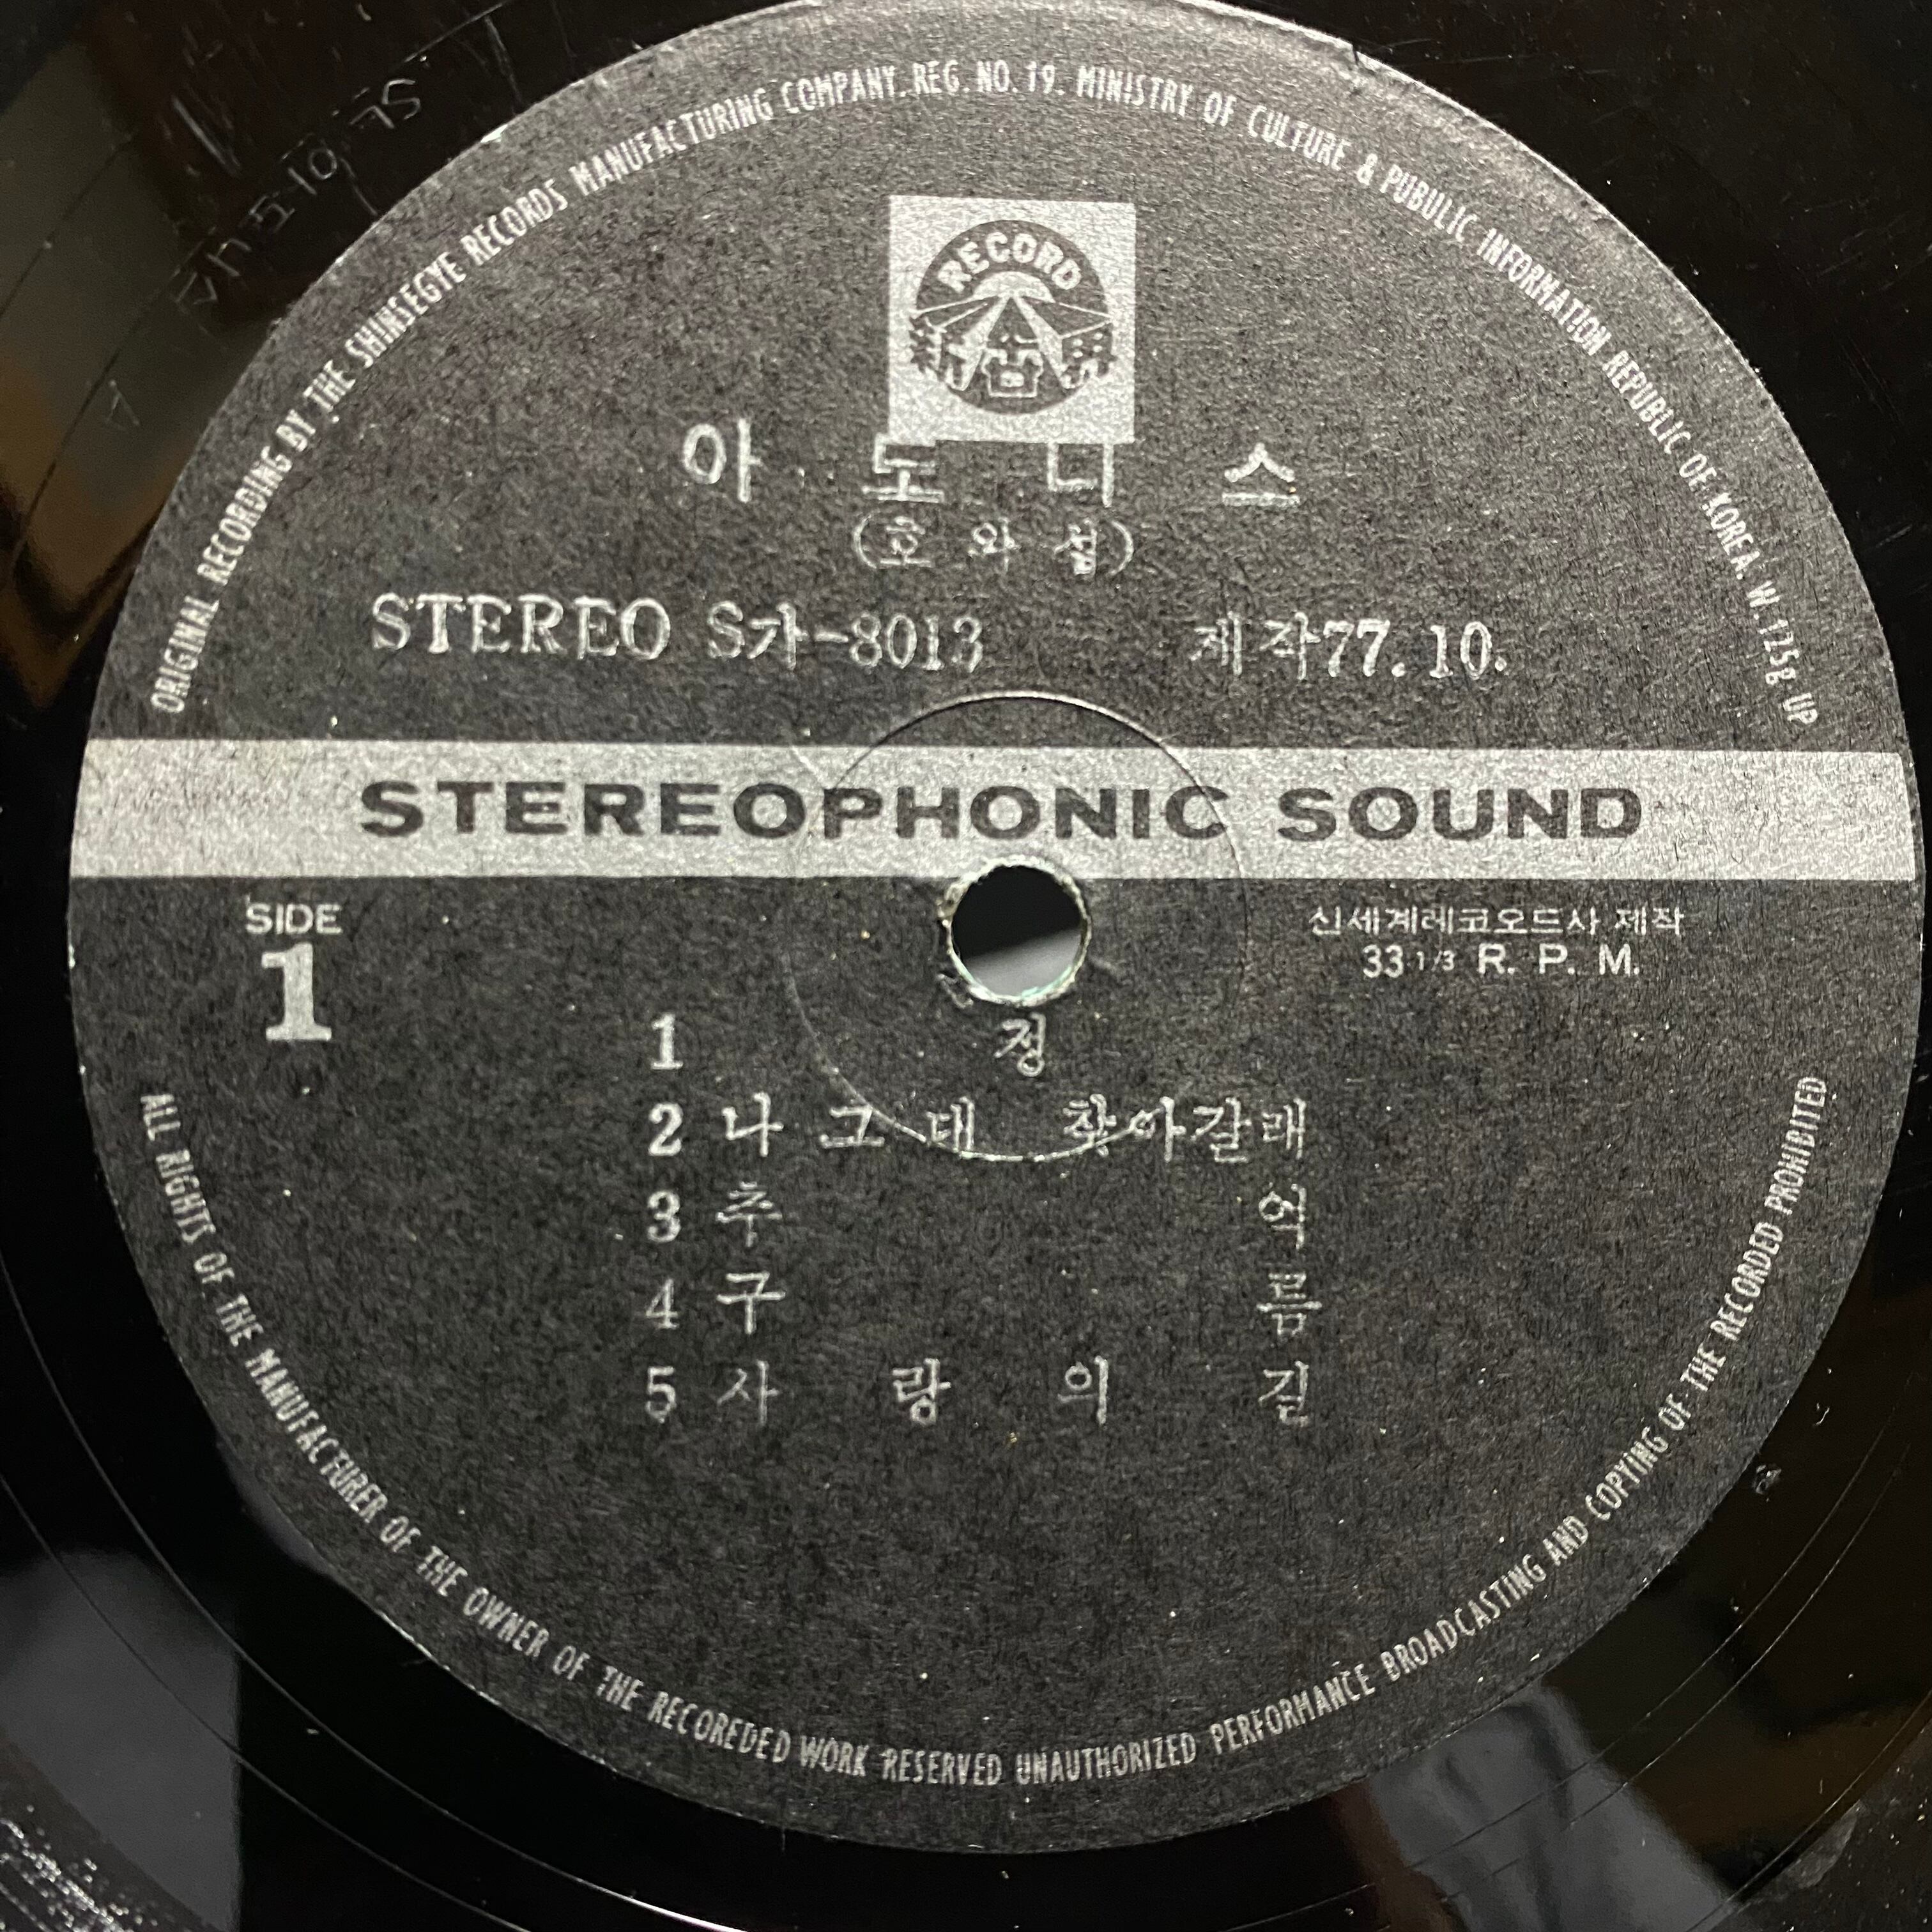 ORIGINAL RECORDING BY THE SHINSEGYE RECORDS MANUFACTURING COMPANY. REG. NO. 19. MINISTRY OF CULTURE & PUBULIC INFORMATION REPUBLIC OF KOREA. W. 125g UP
RECORD
新世界
아도니스
(호와섭)
STEREO S가-8013 제작77.10.
STEREOPHONIC SOUND
SIDE
1
신세계레코오드사 제작
33 1/3 R. P. M.
1 정
2 나 그대 찾아갈래
3 추억
4 구름
5 사랑의 길
ALL RIGHTS OF THE MANUFACTURER OF THE OWNER OF THE RECOREDED WORK RESERVED UNAUTHORIZED PERFORMANCE BROADCASTING AND COPYING OF THE RECORDED PROHIBITED